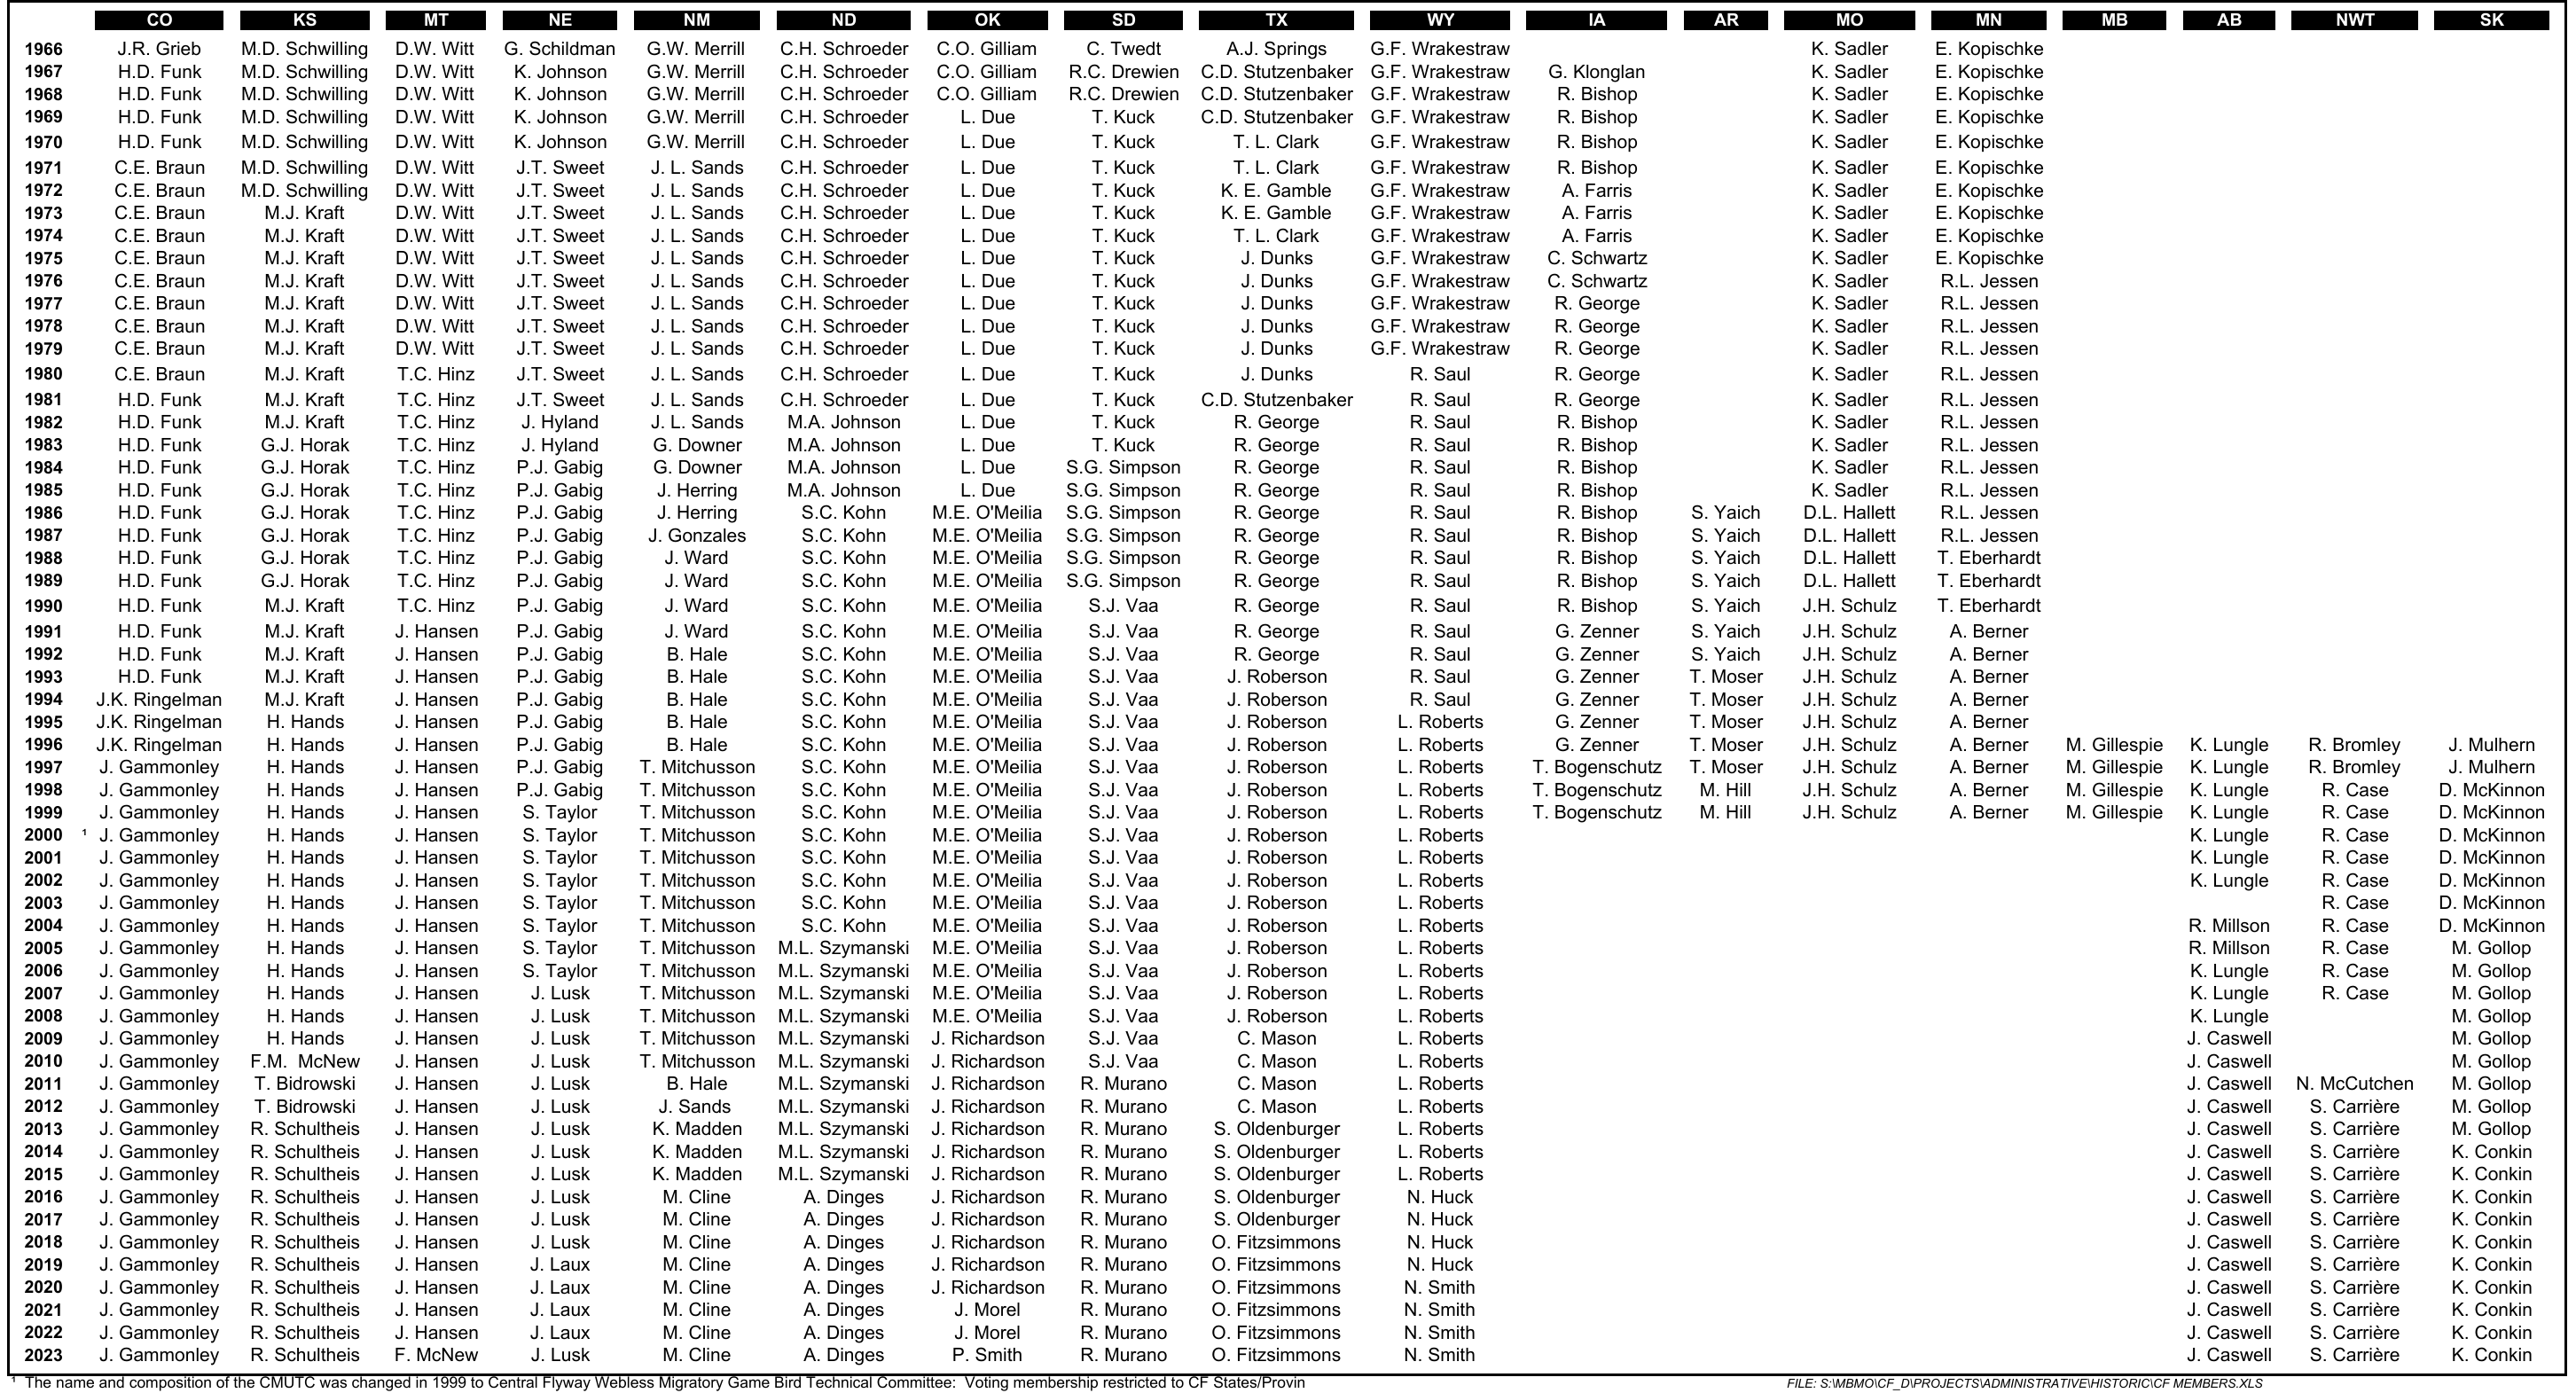 CO KS MT NE NM ND OK SD TX WY IA AR MO MN MB AB NWT SK
1966 J.R. Grieb M.D. Schwilling D.W. Witt G. Schildman G.W. Merrill C.H. Schroeder C.O. Gilliam C. Twedt A.J. Springs G.F. Wrakestraw K. Sadler E. Kopischke
1967 H.D. Funk M.D. Schwilling D.W. Witt K. Johnson G.W. Merrill C.H. Schroeder C.O. Gilliam R.C. Drewien C.D. Stutzenbaker G.F. Wrakestraw G. Klonglan K. Sadler E. Kopischke
1968 H.D. Funk M.D. Schwilling D.W. Witt K. Johnson G.W. Merrill C.H. Schroeder C.O. Gilliam R.C. Drewien C.D. Stutzenbaker G.F. Wrakestraw R. Bishop K. Sadler E. Kopischke
1969 H.D. Funk M.D. Schwilling D.W. Witt K. Johnson G.W. Merrill C.H. Schroeder L. Due T. Kuck C.D. Stutzenbaker G.F. Wrakestraw R. Bishop K. Sadler E. Kopischke
1970 H.D. Funk M.D. Schwilling D.W. Witt K. Johnson G.W. Merrill C.H. Schroeder L. Due T. Kuck T. L. Clark G.F. Wrakestraw R. Bishop K. Sadler E. Kopischke
1971 C.E. Braun M.D. Schwilling D.W. Witt J.T. Sweet J. L. Sands C.H. Schroeder L. Due T. Kuck T. L. Clark G.F. Wrakestraw R. Bishop K. Sadler E. Kopischke
1972 C.E. Braun M.D. Schwilling D.W. Witt J.T. Sweet J. L. Sands C.H. Schroeder L. Due T. Kuck K. E. Gamble G.F. Wrakestraw A. Farris K. Sadler E. Kopischke
1973 C.E. Braun M.J. Kraft D.W. Witt J.T. Sweet J. L. Sands C.H. Schroeder L. Due T. Kuck K. E. Gamble G.F. Wrakestraw A. Farris K. Sadler E. Kopischke
1974 C.E. Braun M.J. Kraft D.W. Witt J.T. Sweet J. L. Sands C.H. Schroeder L. Due T. Kuck T. L. Clark G.F. Wrakestraw A. Farris K. Sadler E. Kopischke
1975 C.E. Braun M.J. Kraft D.W. Witt J.T. Sweet J. L. Sands C.H. Schroeder L. Due T. Kuck J. Dunks G.F. Wrakestraw C. Schwartz K. Sadler E. Kopischke
1976 C.E. Braun M.J. Kraft D.W. Witt J.T. Sweet J. L. Sands C.H. Schroeder L. Due T. Kuck J. Dunks G.F. Wrakestraw C. Schwartz K. Sadler R.L. Jessen
1977 C.E. Braun M.J. Kraft D.W. Witt J.T. Sweet J. L. Sands C.H. Schroeder L. Due T. Kuck J. Dunks G.F. Wrakestraw R. George K. Sadler R.L. Jessen
1978 C.E. Braun M.J. Kraft D.W. Witt J.T. Sweet J. L. Sands C.H. Schroeder L. Due T. Kuck J. Dunks G.F. Wrakestraw R. George K. Sadler R.L. Jessen
1979 C.E. Braun M.J. Kraft D.W. Witt J.T. Sweet J. L. Sands C.H. Schroeder L. Due T. Kuck J. Dunks G.F. Wrakestraw R. George K. Sadler R.L. Jessen
1980 C.E. Braun M.J. Kraft T.C. Hinz J.T. Sweet J. L. Sands C.H. Schroeder L. Due T. Kuck J. Dunks R. Saul R. George K. Sadler R.L. Jessen
1981 H.D. Funk M.J. Kraft T.C. Hinz J.T. Sweet J. L. Sands C.H. Schroeder L. Due T. Kuck C.D. Stutzenbaker R. Saul R. George K. Sadler R.L. Jessen
1982 H.D. Funk M.J. Kraft T.C. Hinz J. Hyland J. L. Sands M.A. Johnson L. Due T. Kuck R. George R. Saul R. Bishop K. Sadler R.L. Jessen
1983 H.D. Funk G.J. Horak T.C. Hinz J. Hyland G. Downer M.A. Johnson L. Due T. Kuck R. George R. Saul R. Bishop K. Sadler R.L. Jessen
1984 H.D. Funk G.J. Horak T.C. Hinz P.J. Gabig G. Downer M.A. Johnson L. Due S.G. Simpson R. George R. Saul R. Bishop K. Sadler R.L. Jessen
1985 H.D. Funk G.J. Horak T.C. Hinz P.J. Gabig J. Herring M.A. Johnson L. Due S.G. Simpson R. George R. Saul R. Bishop K. Sadler R.L. Jessen
1986 H.D. Funk G.J. Horak T.C. Hinz P.J. Gabig J. Herring S.C. Kohn M.E. O'Meilia S.G. Simpson R. George R. Saul R. Bishop S. Yaich D.L. Hallett R.L. Jessen
1987 H.D. Funk G.J. Horak T.C. Hinz P.J. Gabig J. Gonzales S.C. Kohn M.E. O'Meilia S.G. Simpson R. George R. Saul R. Bishop S. Yaich D.L. Hallett R.L. Jessen
1988 H.D. Funk G.J. Horak T.C. Hinz P.J. Gabig J. Ward S.C. Kohn M.E. O'Meilia S.G. Simpson R. George R. Saul R. Bishop S. Yaich D.L. Hallett T. Eberhardt
1989 H.D. Funk G.J. Horak T.C. Hinz P.J. Gabig J. Ward S.C. Kohn M.E. O'Meilia S.G. Simpson R. George R. Saul R. Bishop S. Yaich D.L. Hallett T. Eberhardt
1990 H.D. Funk M.J. Kraft T.C. Hinz P.J. Gabig J. Ward S.C. Kohn M.E. O'Meilia S.J. Vaa R. George R. Saul R. Bishop S. Yaich J.H. Schulz T. Eberhardt
1991 H.D. Funk M.J. Kraft J. Hansen P.J. Gabig J. Ward S.C. Kohn M.E. O'Meilia S.J. Vaa R. George R. Saul G. Zenner S. Yaich J.H. Schulz A. Berner
1992 H.D. Funk M.J. Kraft J. Hansen P.J. Gabig B. Hale S.C. Kohn M.E. O'Meilia S.J. Vaa R. George R. Saul G. Zenner S. Yaich J.H. Schulz A. Berner
1993 H.D. Funk M.J. Kraft J. Hansen P.J. Gabig B. Hale S.C. Kohn M.E. O'Meilia S.J. Vaa J. Roberson R. Saul G. Zenner T. Moser J.H. Schulz A. Berner
1994 J.K. Ringelman M.J. Kraft J. Hansen P.J. Gabig B. Hale S.C. Kohn M.E. O'Meilia S.J. Vaa J. Roberson R. Saul G. Zenner T. Moser J.H. Schulz A. Berner
1995 J.K. Ringelman H. Hands J. Hansen P.J. Gabig B. Hale S.C. Kohn M.E. O'Meilia S.J. Vaa J. Roberson L. Roberts G. Zenner T. Moser J.H. Schulz A. Berner
1996 J.K. Ringelman H. Hands J. Hansen P.J. Gabig B. Hale S.C. Kohn M.E. O'Meilia S.J. Vaa J. Roberson L. Roberts G. Zenner T. Moser J.H. Schulz A. Berner M. Gillespie K. Lungle R. Bromley J. Mulhern
1997 J. Gammonley H. Hands J. Hansen P.J. Gabig T. Mitchusson S.C. Kohn M.E. O'Meilia S.J. Vaa J. Roberson L. Roberts T. Bogenschutz T. Moser J.H. Schulz A. Berner M. Gillespie K. Lungle R. Bromley J. Mulhern
1998 J. Gammonley H. Hands J. Hansen P.J. Gabig T. Mitchusson S.C. Kohn M.E. O'Meilia S.J. Vaa J. Roberson L. Roberts T. Bogenschutz M. Hill J.H. Schulz A. Berner M. Gillespie K. Lungle R. Case D. McKinnon
1999 J. Gammonley H. Hands J. Hansen S. Taylor T. Mitchusson S.C. Kohn M.E. O'Meilia S.J. Vaa J. Roberson L. Roberts T. Bogenschutz M. Hill J.H. Schulz A. Berner M. Gillespie K. Lungle R. Case D. McKinnon
2000 ¹ J. Gammonley H. Hands J. Hansen S. Taylor T. Mitchusson S.C. Kohn M.E. O'Meilia S.J. Vaa J. Roberson L. Roberts K. Lungle R. Case D. McKinnon
2001 J. Gammonley H. Hands J. Hansen S. Taylor T. Mitchusson S.C. Kohn M.E. O'Meilia S.J. Vaa J. Roberson L. Roberts K. Lungle R. Case D. McKinnon
2002 J. Gammonley H. Hands J. Hansen S. Taylor T. Mitchusson S.C. Kohn M.E. O'Meilia S.J. Vaa J. Roberson L. Roberts K. Lungle R. Case D. McKinnon
2003 J. Gammonley H. Hands J. Hansen S. Taylor T. Mitchusson S.C. Kohn M.E. O'Meilia S.J. Vaa J. Roberson L. Roberts R. Case D. McKinnon
2004 J. Gammonley H. Hands J. Hansen S. Taylor T. Mitchusson S.C. Kohn M.E. O'Meilia S.J. Vaa J. Roberson L. Roberts R. Millson R. Case D. McKinnon
2005 J. Gammonley H. Hands J. Hansen S. Taylor T. Mitchusson M.L. Szymanski M.E. O'Meilia S.J. Vaa J. Roberson L. Roberts R. Millson R. Case M. Gollop
2006 J. Gammonley H. Hands J. Hansen S. Taylor T. Mitchusson M.L. Szymanski M.E. O'Meilia S.J. Vaa J. Roberson L. Roberts K. Lungle R. Case M. Gollop
2007 J. Gammonley H. Hands J. Hansen J. Lusk T. Mitchusson M.L. Szymanski M.E. O'Meilia S.J. Vaa J. Roberson L. Roberts K. Lungle R. Case M. Gollop
2008 J. Gammonley H. Hands J. Hansen J. Lusk T. Mitchusson M.L. Szymanski M.E. O'Meilia S.J. Vaa J. Roberson L. Roberts K. Lungle M. Gollop
2009 J. Gammonley H. Hands J. Hansen J. Lusk T. Mitchusson M.L. Szymanski J. Richardson S.J. Vaa C. Mason L. Roberts J. Caswell M. Gollop
2010 J. Gammonley F.M. McNew J. Hansen J. Lusk T. Mitchusson M.L. Szymanski J. Richardson S.J. Vaa C. Mason L. Roberts J. Caswell M. Gollop
2011 J. Gammonley T. Bidrowski J. Hansen J. Lusk B. Hale M.L. Szymanski J. Richardson R. Murano C. Mason L. Roberts J. Caswell N. McCutchen M. Gollop
2012 J. Gammonley T. Bidrowski J. Hansen J. Lusk J. Sands M.L. Szymanski J. Richardson R. Murano C. Mason L. Roberts J. Caswell S. Carrière M. Gollop
2013 J. Gammonley R. Schultheis J. Hansen J. Lusk K. Madden M.L. Szymanski J. Richardson R. Murano S. Oldenburger L. Roberts J. Caswell S. Carrière M. Gollop
2014 J. Gammonley R. Schultheis J. Hansen J. Lusk K. Madden M.L. Szymanski J. Richardson R. Murano S. Oldenburger L. Roberts J. Caswell S. Carrière K. Conkin
2015 J. Gammonley R. Schultheis J. Hansen J. Lusk K. Madden M.L. Szymanski J. Richardson R. Murano S. Oldenburger L. Roberts J. Caswell S. Carrière K. Conkin
2016 J. Gammonley R. Schultheis J. Hansen J. Lusk M. Cline A. Dinges J. Richardson R. Murano S. Oldenburger N. Huck J. Caswell S. Carrière K. Conkin
2017 J. Gammonley R. Schultheis J. Hansen J. Lusk M. Cline A. Dinges J. Richardson R. Murano S. Oldenburger N. Huck J. Caswell S. Carrière K. Conkin
2018 J. Gammonley R. Schultheis J. Hansen J. Lusk M. Cline A. Dinges J. Richardson R. Murano O. Fitzsimmons N. Huck J. Caswell S. Carrière K. Conkin
2019 J. Gammonley R. Schultheis J. Hansen J. Laux M. Cline A. Dinges J. Richardson R. Murano O. Fitzsimmons N. Huck J. Caswell S. Carrière K. Conkin
2020 J. Gammonley R. Schultheis J. Hansen J. Laux M. Cline A. Dinges J. Richardson R. Murano O. Fitzsimmons N. Smith J. Caswell S. Carrière K. Conkin
2021 J. Gammonley R. Schultheis J. Hansen J. Laux M. Cline A. Dinges J. Morel R. Murano O. Fitzsimmons N. Smith J. Caswell S. Carrière K. Conkin
2022 J. Gammonley R. Schultheis J. Hansen J. Laux M. Cline A. Dinges J. Morel R. Murano O. Fitzsimmons N. Smith J. Caswell S. Carrière K. Conkin
2023 J. Gammonley R. Schultheis F. McNew J. Lusk M. Cline A. Dinges P. Smith R. Murano O. Fitzsimmons N. Smith J. Caswell S. Carrière K. Conkin
¹ The name and composition of the CMUTC was changed in 1999 to Central Flyway Webless Migratory Game Bird Technical Committee: Voting membership restricted to CF States/Provin
FILE: S:\MBMO\CF_D\PROJECTS\ADMINISTRATIVE\HISTORIC\CF MEMBERS.XLS